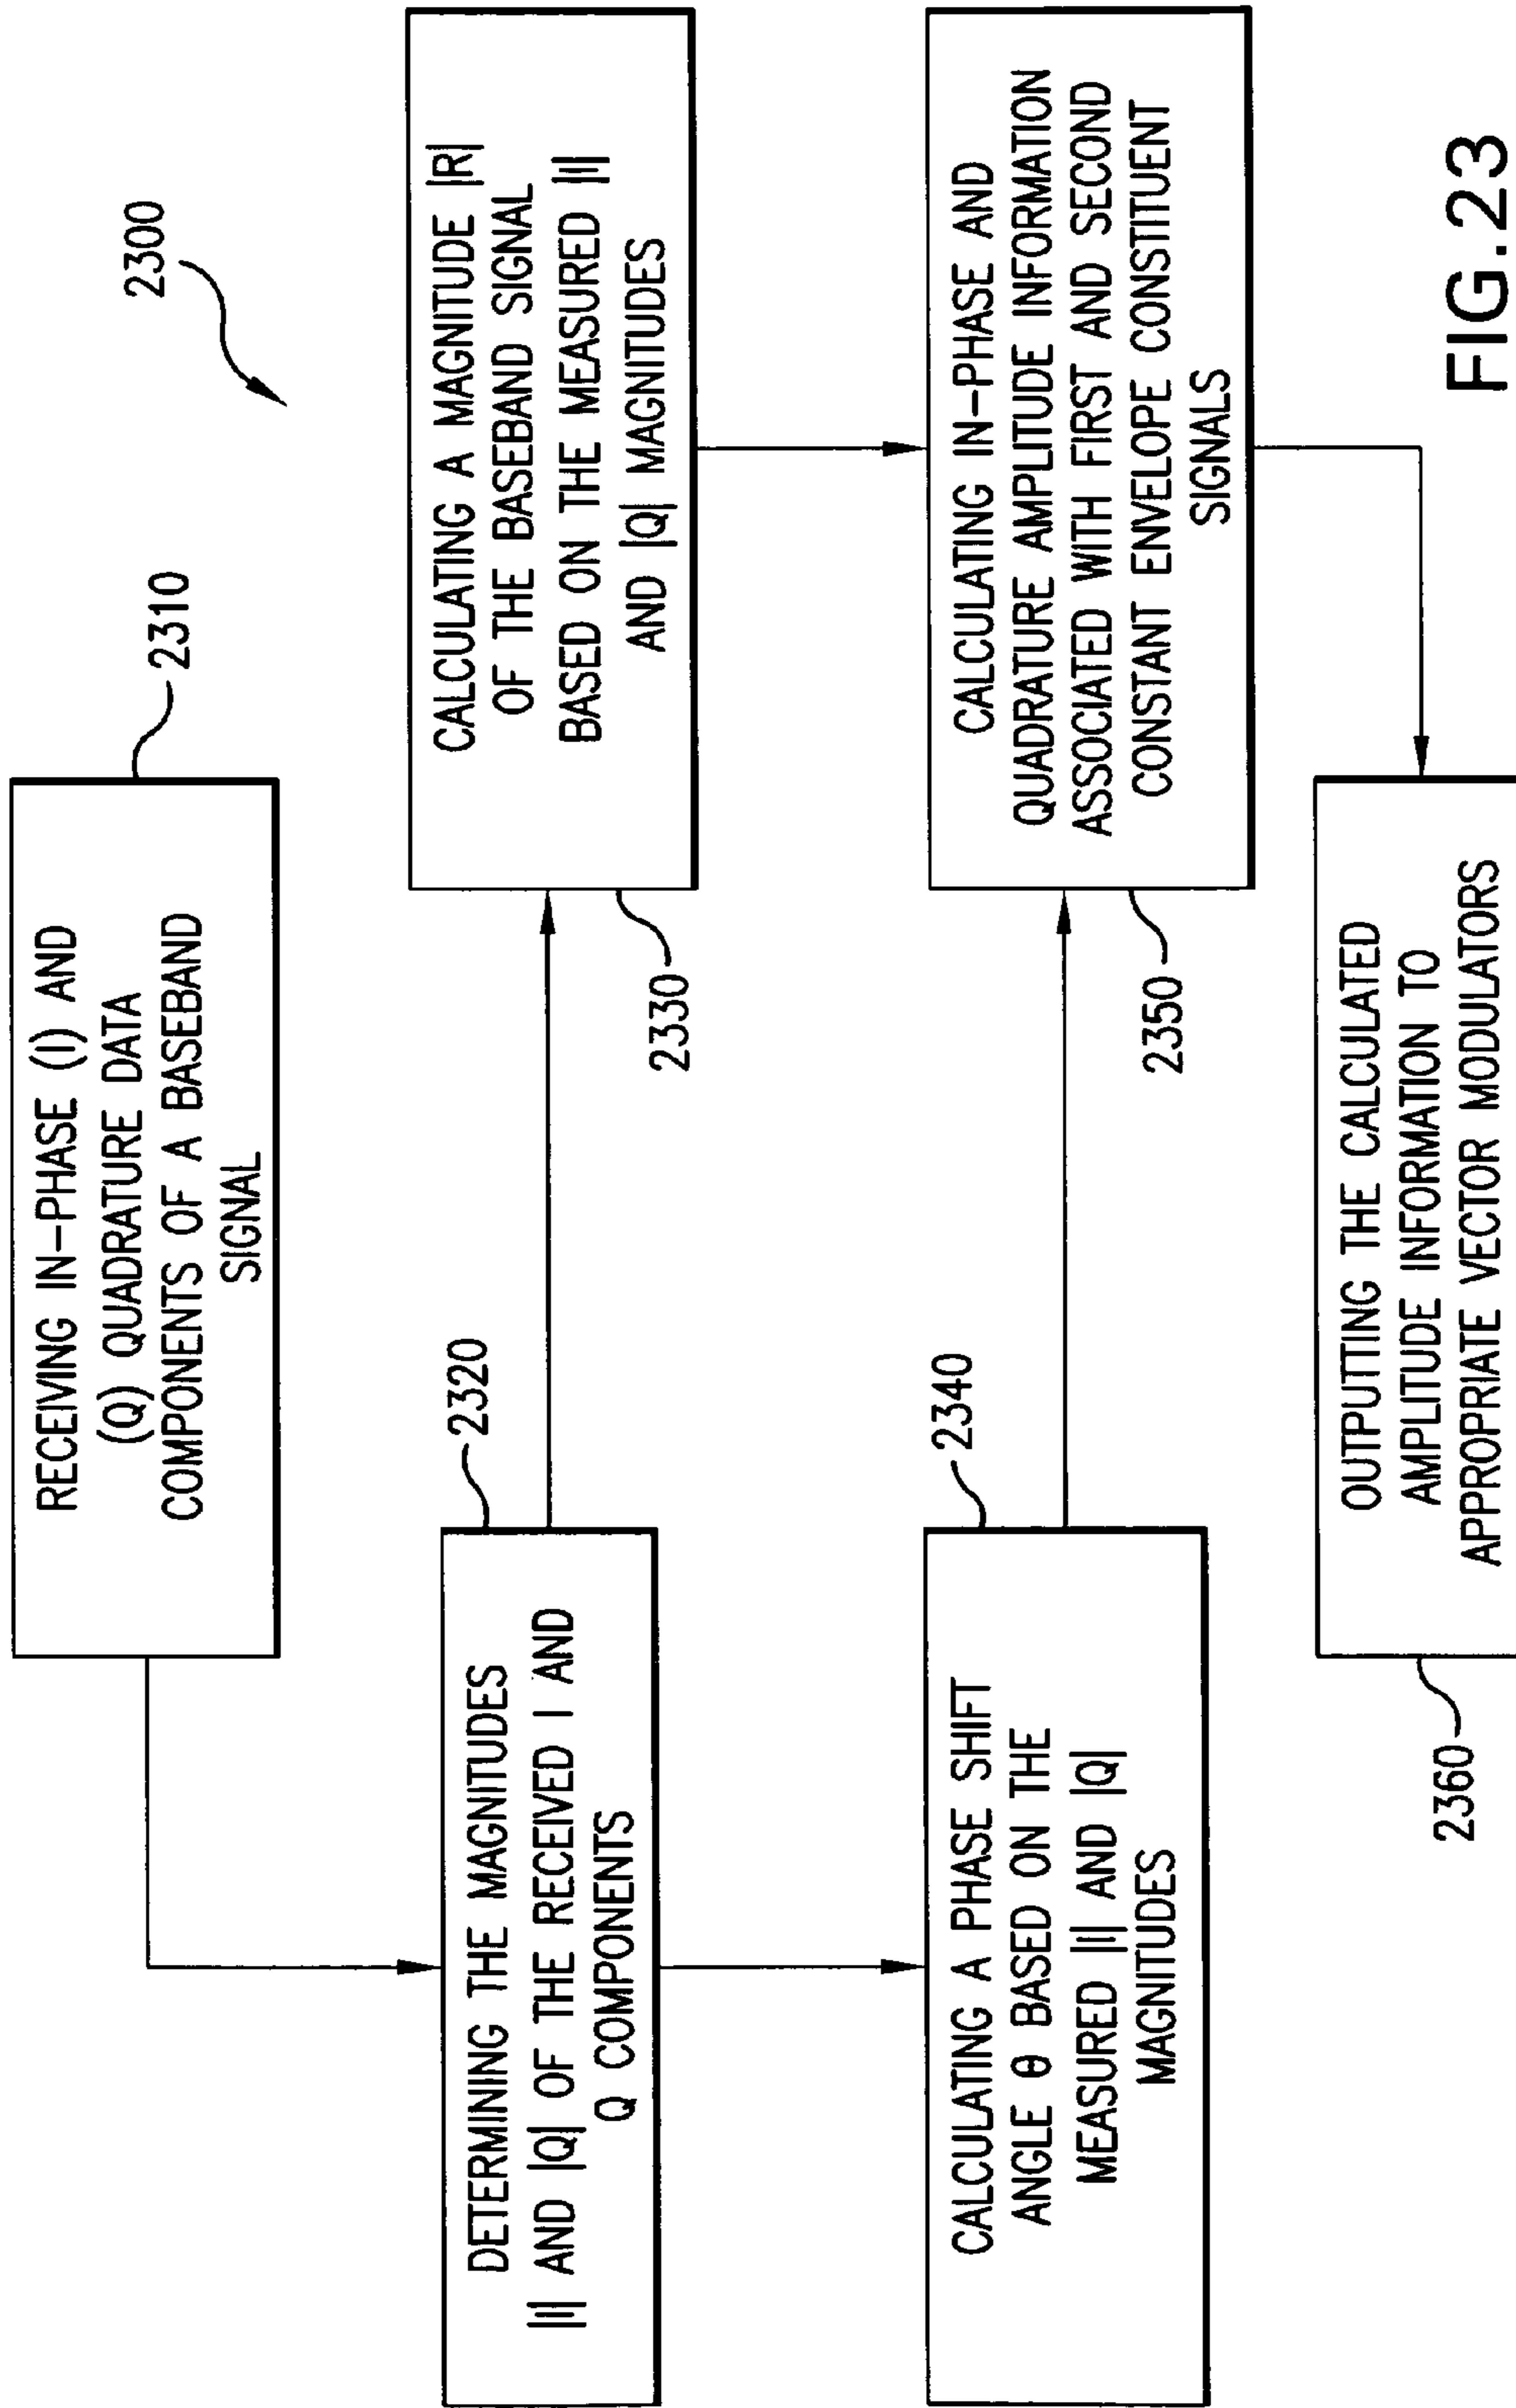 2300
RECEIVING IN-PHASE (I) AND
(Q) QUADRATURE DATA
COMPONENTS OF A BASEBAND
SIGNAL
2310
DETERMINING THE MAGNITUDES
|I| AND |Q| OF THE RECEIVED I AND
Q COMPONENTS
2320
CALCULATING A MAGNITUDE |R|
OF THE BASEBAND SIGNAL
BASED ON THE MEASURED |I|
AND |Q| MAGNITUDES
2330
CALCULATING A PHASE SHIFT
ANGLE θ BASED ON THE
MEASURED |I| AND |Q|
MAGNITUDES
2340
CALCULATING IN-PHASE AND
QUADRATURE AMPLITUDE INFORMATION
ASSOCIATED WITH FIRST AND SECOND
CONSTANT ENVELOPE CONSTITUENT
SIGNALS
2350
OUTPUTTING THE CALCULATED
AMPLITUDE INFORMATION TO
APPROPRIATE VECTOR MODULATORS
2360
FIG.23